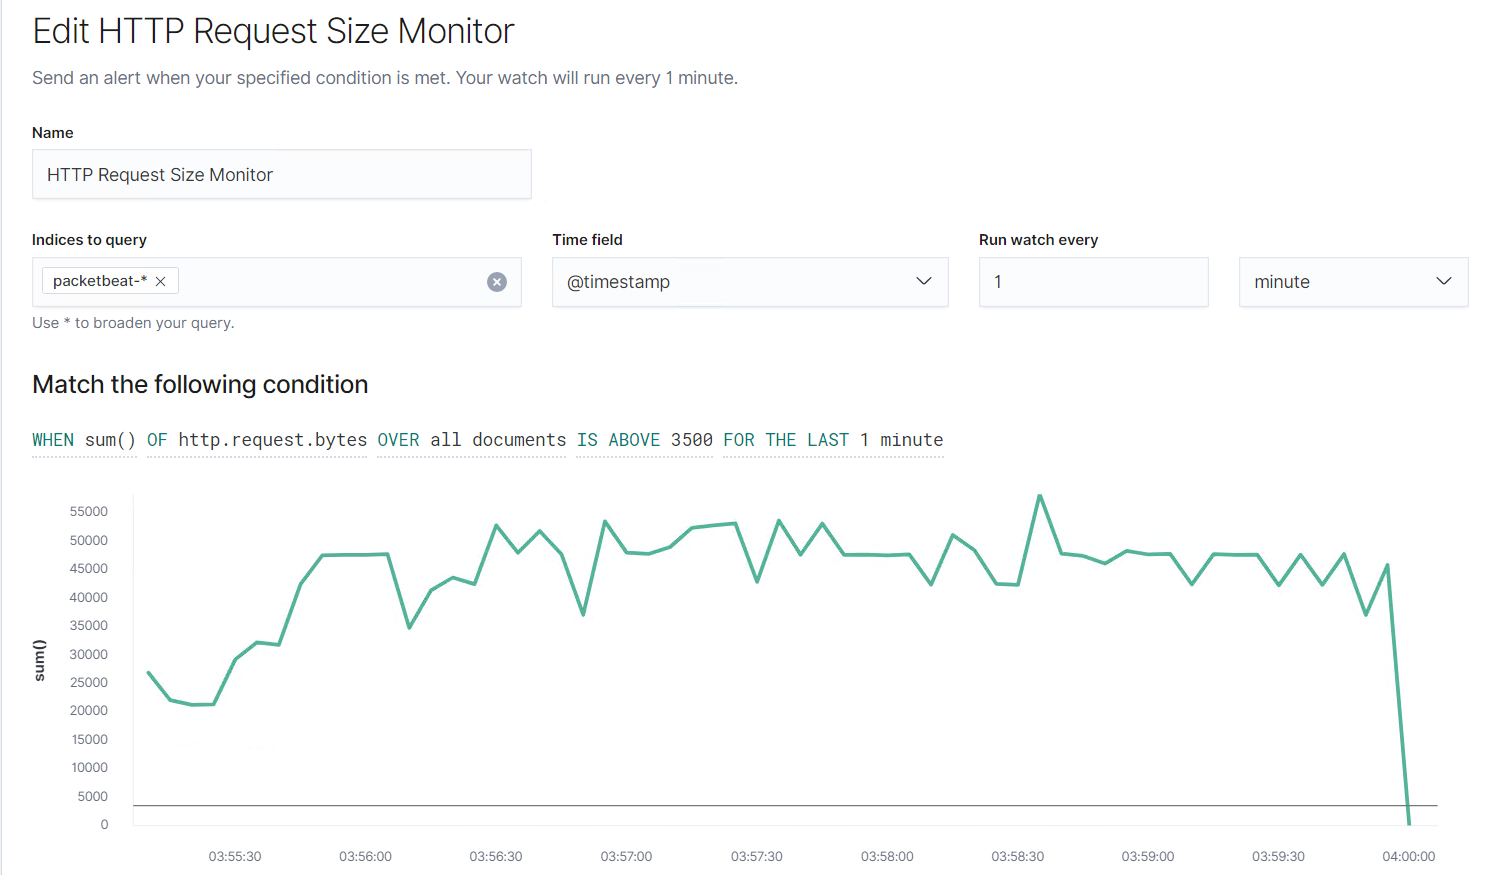 Edit HTTP Request Size Monitor
Send an alert when your specified condition is met. Your watch will run every 1 minute.
Name
HTTP Request Size Monitor
Indices to query
Time field
Run watch every
packetbeat-*
@timestamp
1
minute
Use * to broaden your query.
Match the following condition
WHEN sum() OF http.request.bytes OVER all documents IS ABOVE 3500 FOR THE LAST 1 minute
sum()
55000
50000
45000
40000
35000
30000
25000
20000
15000
10000
5000
0
03:55:30 03:56:00 03:56:30 03:57:00 03:57:30 03:58:00 03:58:30 03:59:00 03:59:30 04:00:00